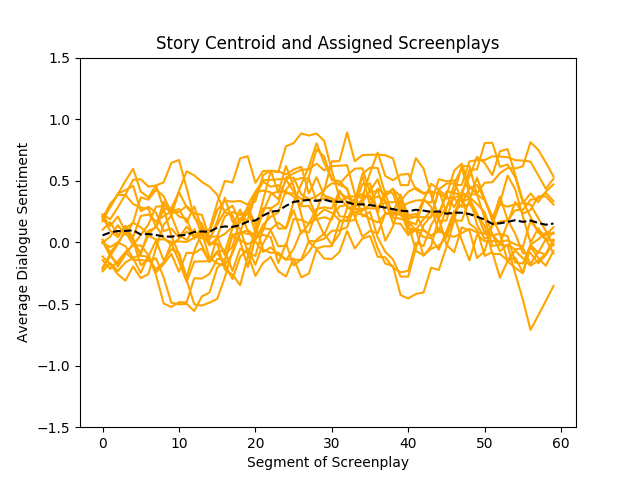 Story Centroid and Assigned Screenplays
1.5
1.0
0.5
0.0
−0.5
−1.0
−1.5
Average Dialogue Sentiment
0 10 20 30 40 50 60
Segment of Screenplay